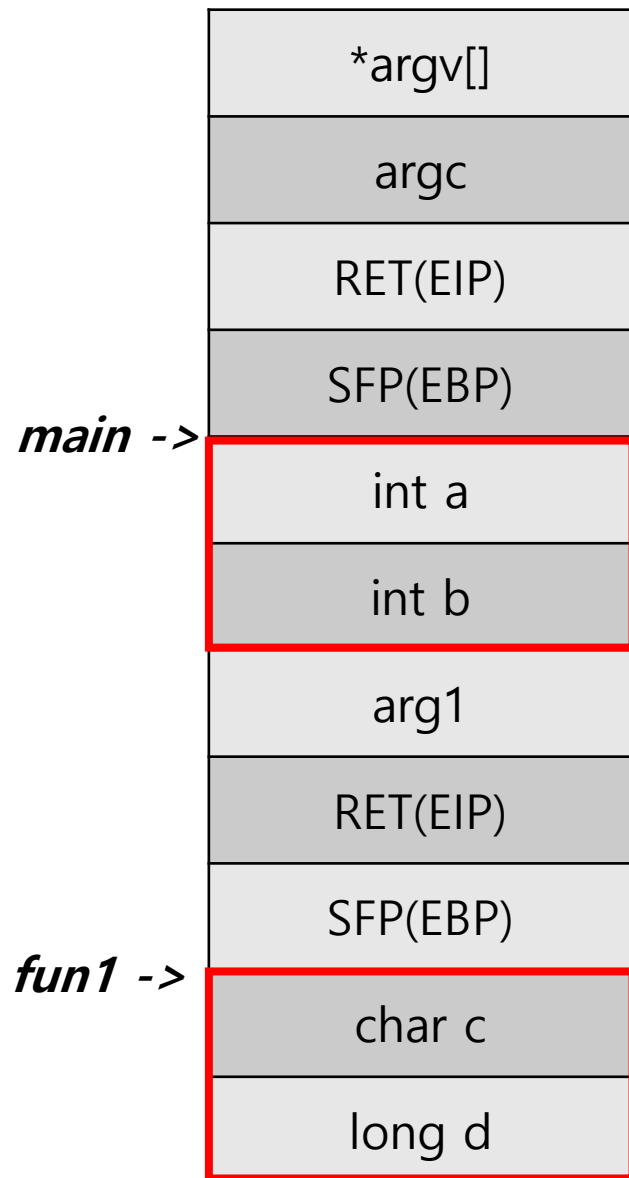 *argv[]
argc
RET(EIP)
SFP(EBP)
main ->
int a
int b
arg1
RET(EIP)
SFP(EBP)
fun1 ->
char c
long d